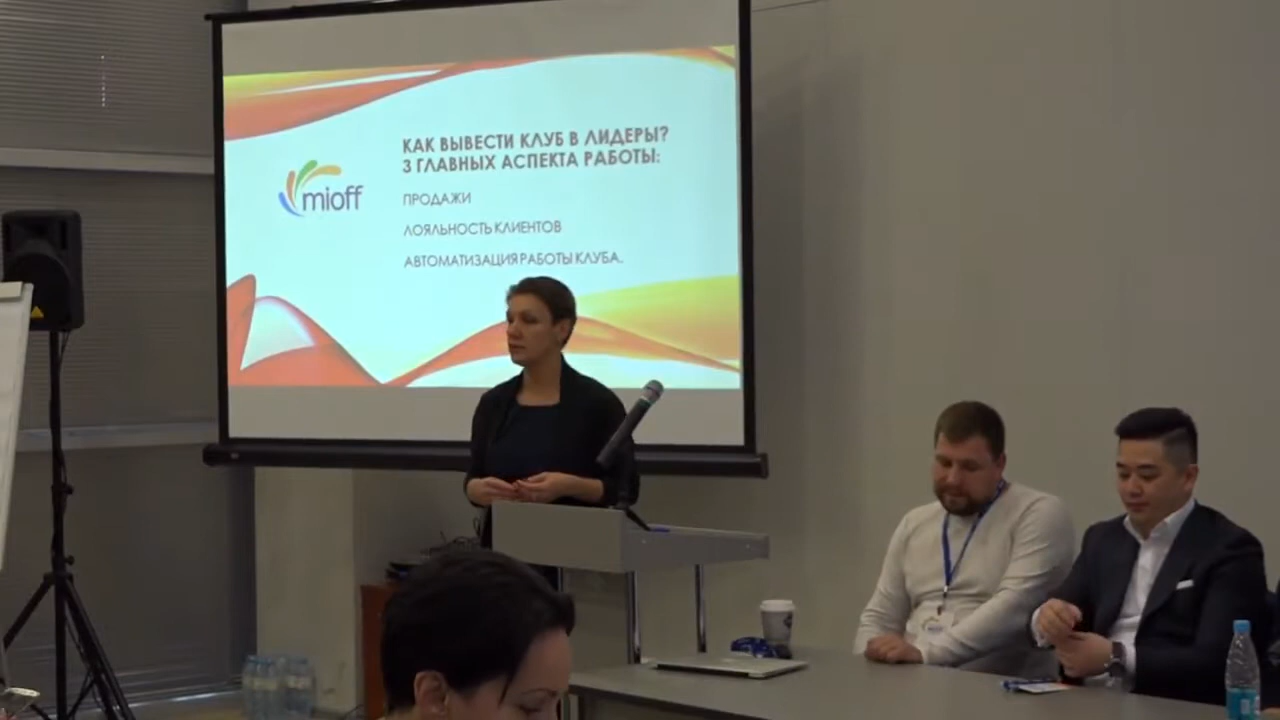 КАК ВЫВЕСТИ КЛУБ В ЛИДЕРЫ?
3 ГЛАВНЫХ АСПЕКТА РАБОТЫ:
mioff
ПРОДАЖИ
ЛОЯЛЬНОСТЬ КЛИЕНТОВ
АВТОМАТИЗАЦИЯ РАБОТЫ КЛУБА.